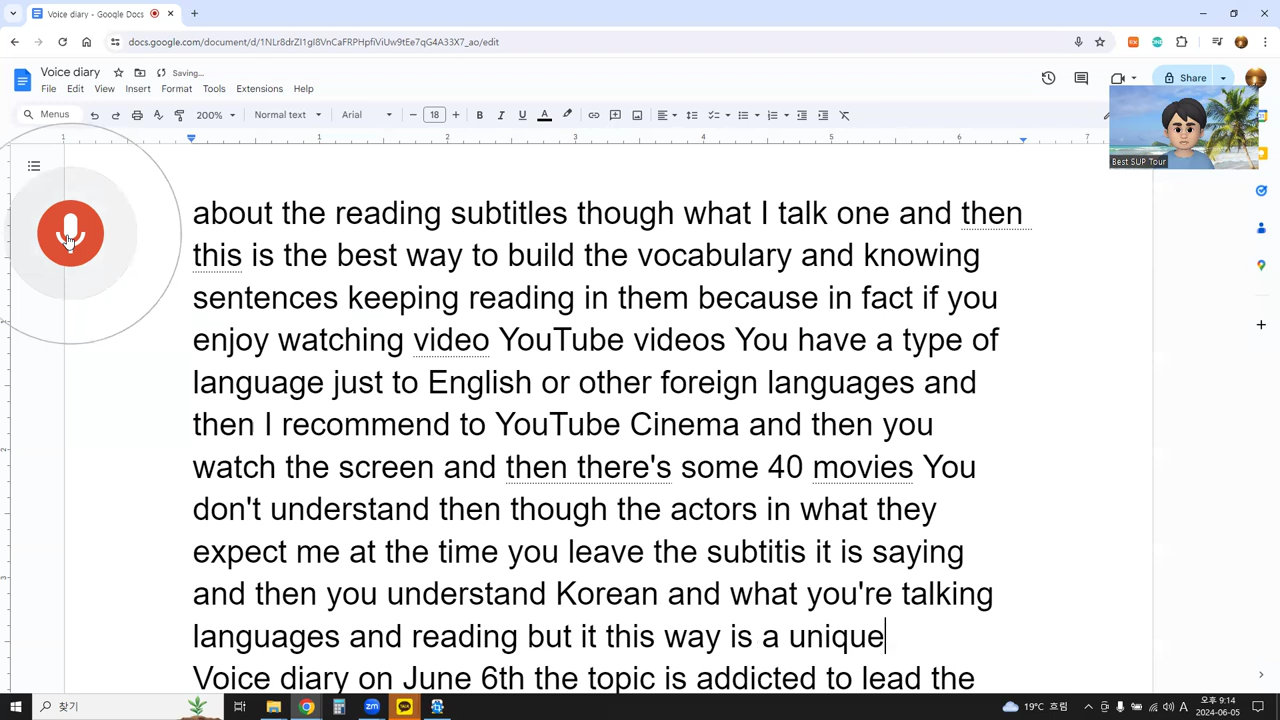 Voice diary - Google Docs
docs.google.com/document/d/1NLr8drZI1gI8VnCaFRPHpfiViUw9tEe7qG4A33X7_ao/edit
Voice diary
Saving...
Share
File Edit View Insert Format Tools Extensions Help
Menus 200% Normal text Arial 18 B I U A
Best SUP Tour
1 1 2 3 4 5 6 7
about the reading subtitles though what I talk one and then
this is the best way to build the vocabulary and knowing
sentences keeping reading in them because in fact if you
enjoy watching video YouTube videos You have a type of
language just to English or other foreign languages and
then I recommend to YouTube Cinema and then you
watch the screen and then there's some 40 movies You
don't understand then though the actors in what they
expect me at the time you leave the subtitis it is saying
and then you understand Korean and what you're talking
languages and reading but it this way is a unique
Voice diary on June 6th the topic is addicted to lead the
찾기
19°C 흐림
A
오후 9:14
2024-06-05